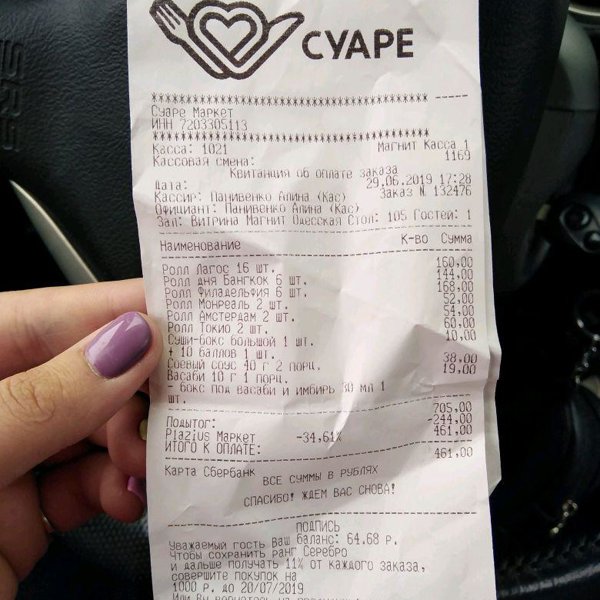 СУАРЕ
Суаре Маркет
ИНН 7203305113
Касса: 1021 Магнит Касса 1
Кассовая смена: 1169
Квитанция об оплате заказа
Дата: 29.06.2019 17:28
Кассир: Паниввенко Алина (Кас) Заказ N 132476
Официант: Панивенко Алина (Кас)
Зал: Витрина Магнит Одесская Стол: 105 Гостей: 1
Наименование К-во Сумма
Ролл Лагос 16 шт. 160,00
Ролл дня Бангкок 6 шт. 144,00
Ролл Филадельфия 6 шт. 168,00
Ролл Монреаль 2 шт. 52,00
Ролл Амстердам 2 шт. 54,00
Ролл Токио 2 шт. 60,00
Суши-бокс большой 1 шт. 10,00
+ 10 баллов 1 шт.
Соевый соус 40 г 2 порц. 38,00
Васаби 10 г 1 порц. 19,00
- бокс под васаби и имбирь 30 мл 1
шт.
Подытог: 705,00
Plazius Маркет -34,61% -244,00
ИТОГО К ОПЛАТЕ: 461,00
Карта Сбербанк 461,00
ВСЕ СУММЫ В РУБЛЯХ
СПАСИБО! ЖДЕМ ВАС СНОВА!
ПОДПИСЬ
Уважаемый гость Ваш баланс: 64.68 р.
Чтобы сохранить ранг Серебро
и дальше получать 11% от каждого заказа,
совершите покупок на
1000 р. до 20/07/2019
Или Вы
SRS